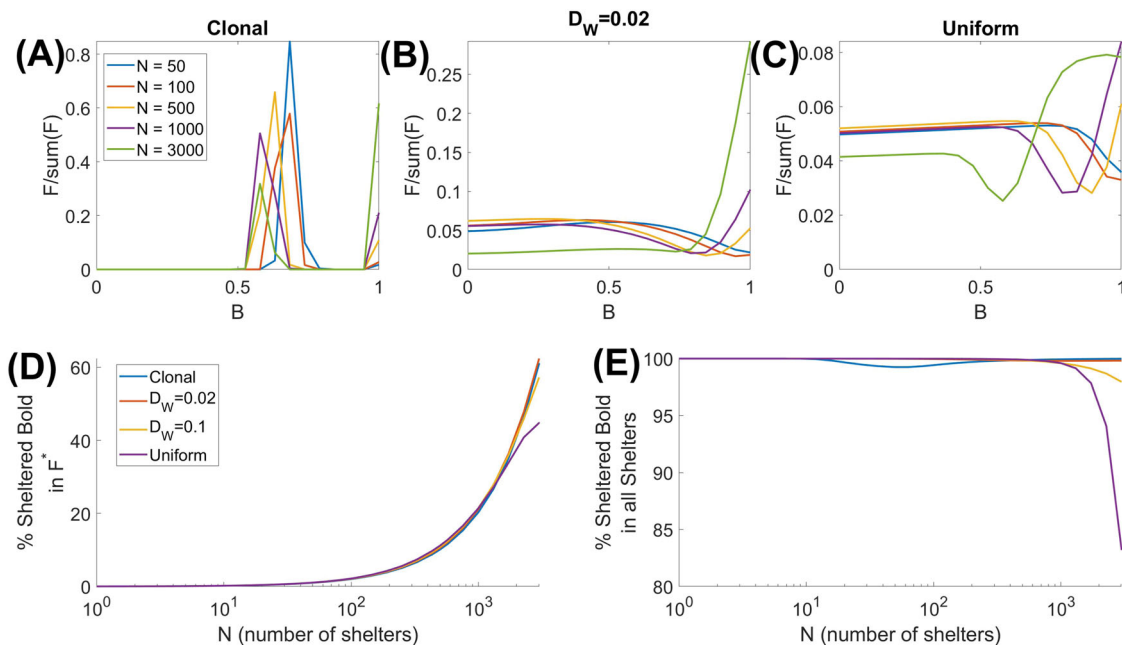 (A)
Clonal
F/sum(F)
0.8
0.6
0.4
0.2
0
N = 50
N = 100
N = 500
N = 1000
N = 3000
0
0.5
1
B
(B)
D_W=0.02
F/sum(F)
0.25
0.2
0.15
0.1
0.05
0
0
0.5
1
B
(C)
Uniform
F/sum(F)
0.08
0.06
0.04
0.02
0
0
0.5
1
B
(D)
% Sheltered Bold
in F*
60
40
20
0
Clonal
D_W=0.02
D_W=0.1
Uniform
10^0
10^1
10^2
10^3
N (number of shelters)
(E)
% Sheltered Bold
in all Shelters
100
95
90
85
80
10^0
10^1
10^2
10^3
N (number of shelters)